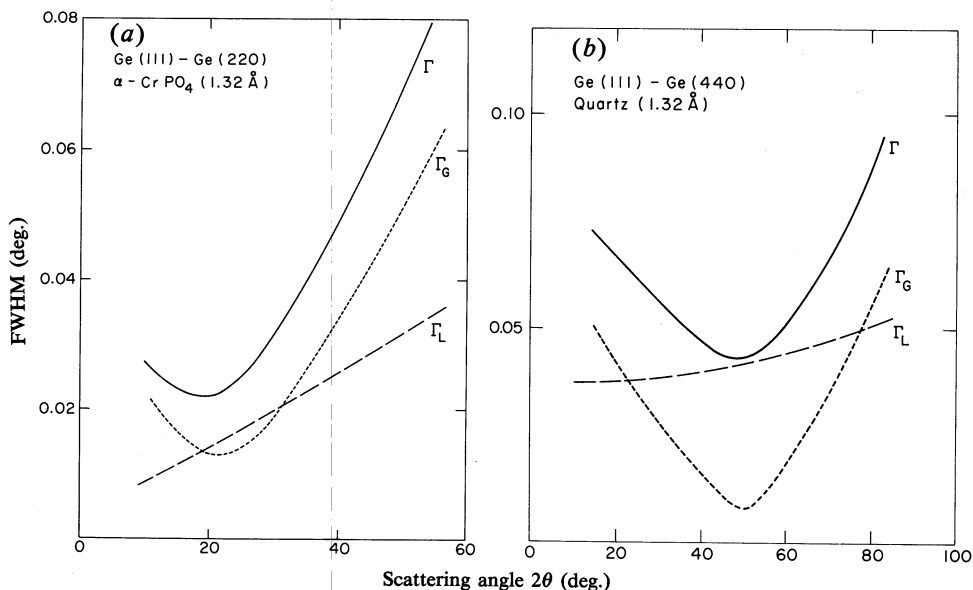 (a)
Ge (111) – Ge (220)
α - Cr PO4 (1.32 Å)
Γ
ΓG
ΓL
0.08
0.06
0.04
0.02
0
20
40
60
FWHM (deg.)
(b)
Ge (111) – Ge (440)
Quartz (1.32 Å)
Γ
ΓG
ΓL
0.10
0.05
0
20
40
60
80
100
Scattering angle 2θ (deg.)